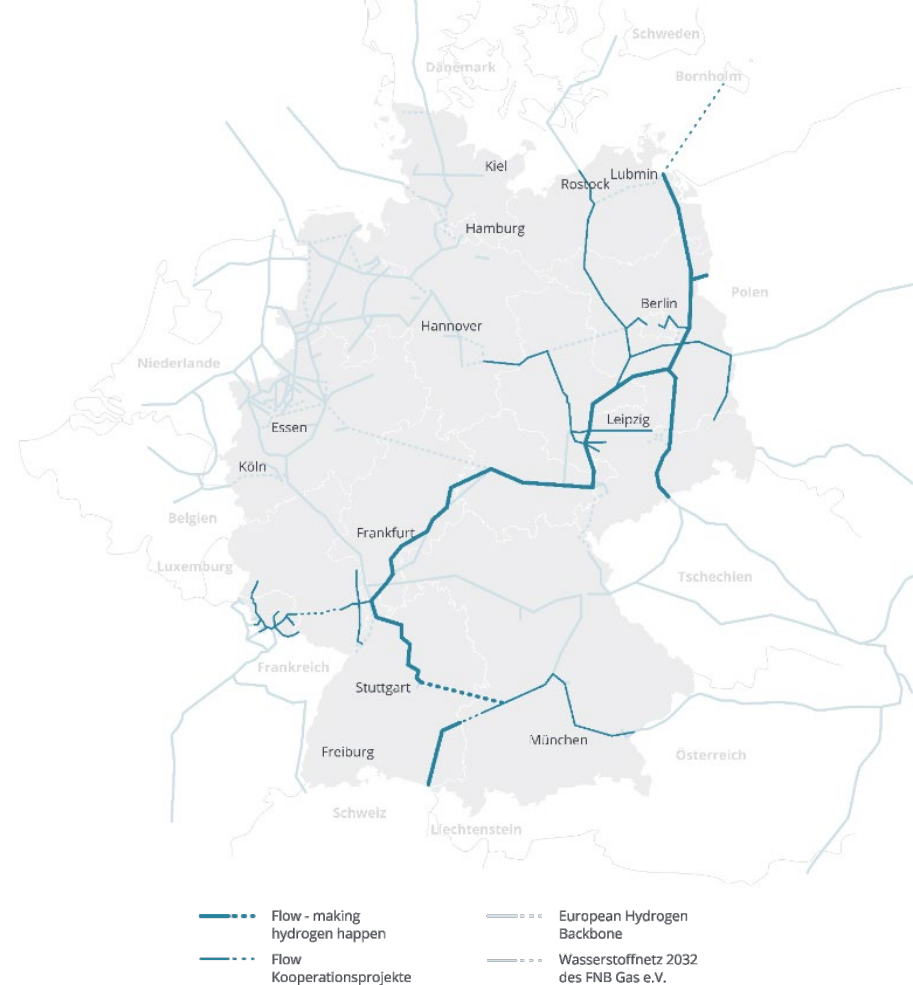 Schweden
Dänemark
Bornholm
Kiel
Lubmin
Rostock
Hamburg
Polen
Berlin
Hannover
Niederlande
Leipzig
Essen
Köln
Belgien
Frankfurt
Luxemburg
Tschechien
Frankreich
Stuttgart
München
Freiburg
Österreich
Schweiz
Liechtenstein
Flow - making
hydrogen happen
Flow
Kooperationsprojekte
European Hydrogen
Backbone
Wasserstoffnetz 2032
des FNB Gas e.V.